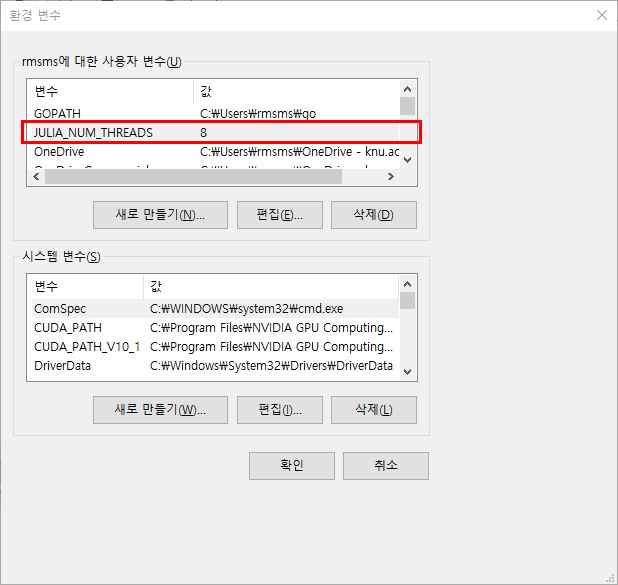 환경 변수
rmsms에 대한 사용자 변수(U)
변수 값
GOPATH C:₩Users₩rmsms₩go
JULIA_NUM_THREADS 8
OneDrive C:₩Users₩rmsms₩OneDrive - knu.ac
새로 만들기(N)... 편집(E)... 삭제(D)
시스템 변수(S)
변수 값
ComSpec C:₩WINDOWS₩system32₩cmd.exe
CUDA_PATH C:₩Program Files₩NVIDIA GPU Computing...
CUDA_PATH_V10_1 C:₩Program Files₩NVIDIA GPU Computing...
DriverData C:₩Windows₩System32₩Drivers₩DriverData
새로 만들기(W)... 편집(I)... 삭제(L)
확인 취소